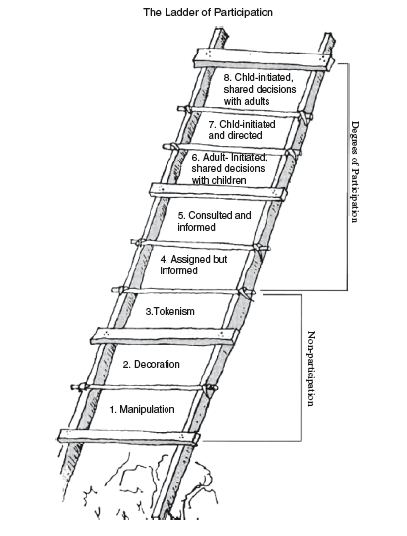 The Ladder of Participation
8. Chld-initiated,
shared decisions
with adults
7. Chld-initiated
and directed
6. Adult- Initiated.
shared decisions
with children
5. Consulted and
informed
4. Assigned but
Informed
3.Tokenism
2. Decoration
1. Manipulation
Degrees of Participation
Non-participation